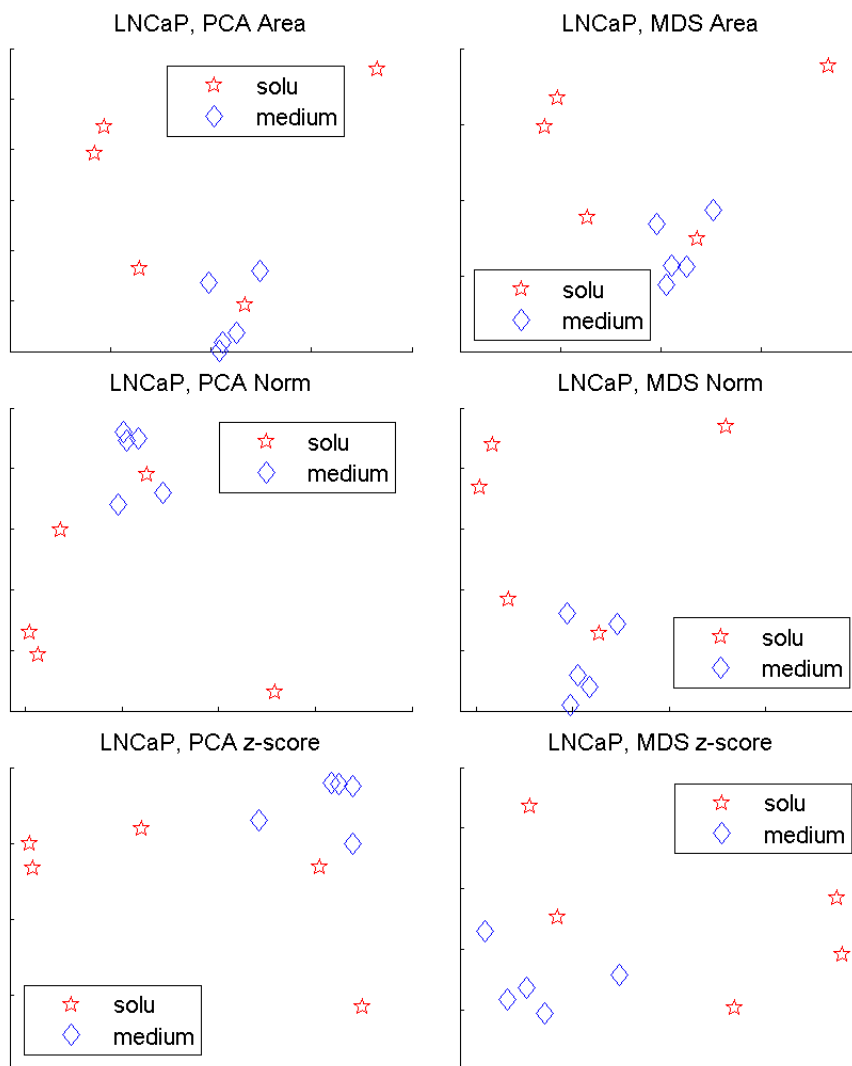 LNCaP, PCA Area
solu
medium
LNCaP, MDS Area
solu
medium
LNCaP, PCA Norm
solu
medium
LNCaP, MDS Norm
solu
medium
LNCaP, PCA z-score
solu
medium
LNCaP, MDS z-score
solu
medium